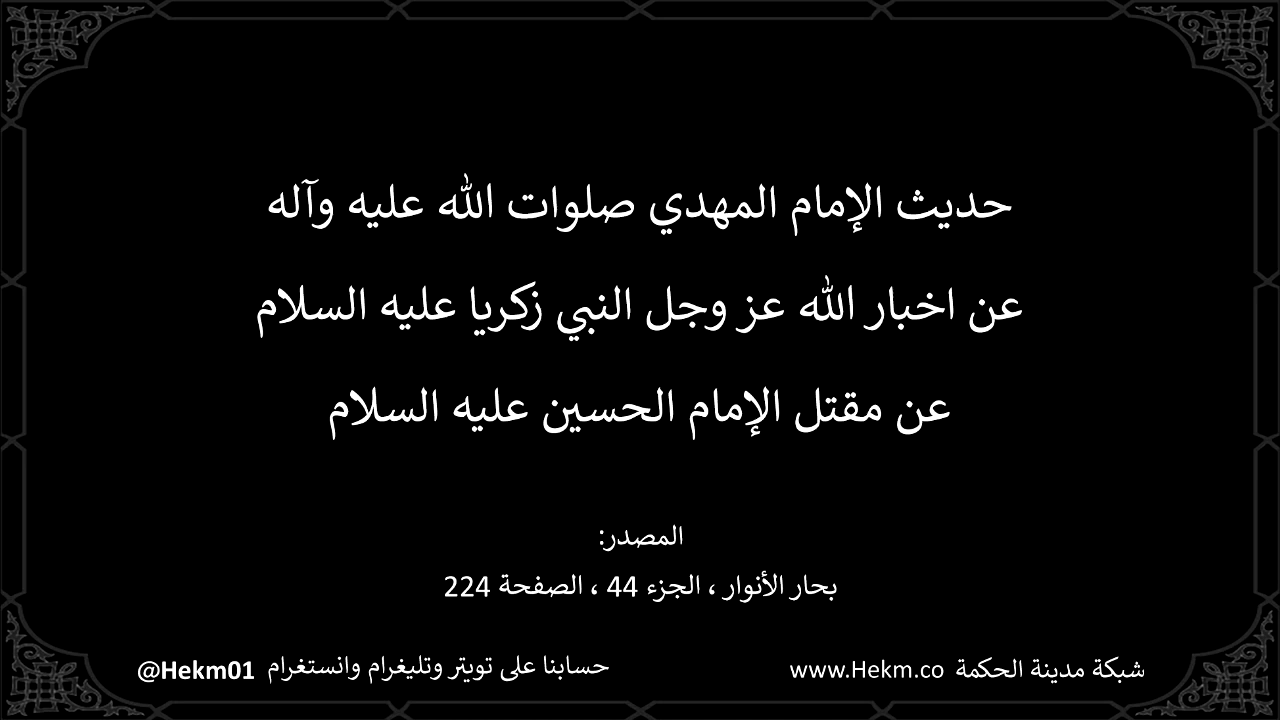 حديث الإمام المهدي صلوات الله عليه وآله
عن اخبار الله عز وجل النبي زكريا عليه السلام
عن مقتل الإمام الحسين عليه السلام
المصدر:
بحار الأنوار ، الجزء 44 ، الصفحة 224
شبكة مدينة الحكمة www.Hekm.co
حسابنا على تويتر وتليغرام وانستغرام @Hekm01